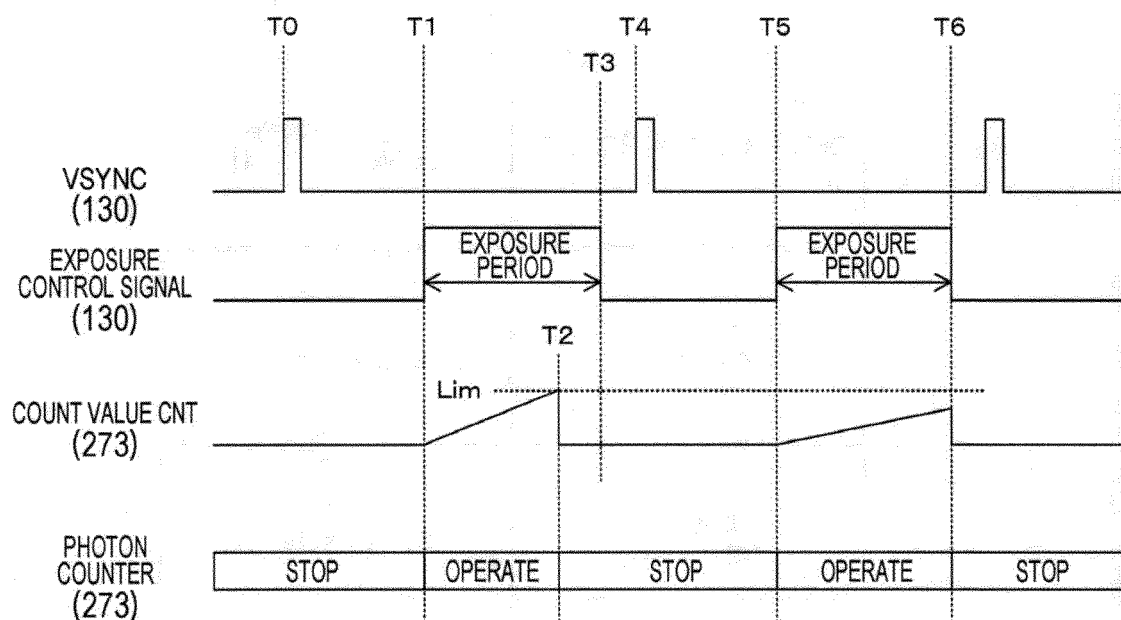 T0 T1 T4 T5 T6
T3
VSYNC
(130)
EXPOSURE
CONTROL SIGNAL
(130)
EXPOSURE
PERIOD
EXPOSURE
PERIOD
T2
Lim
COUNT VALUE CNT
(273)
PHOTON
COUNTER
(273)
STOP OPERATE STOP OPERATE STOP